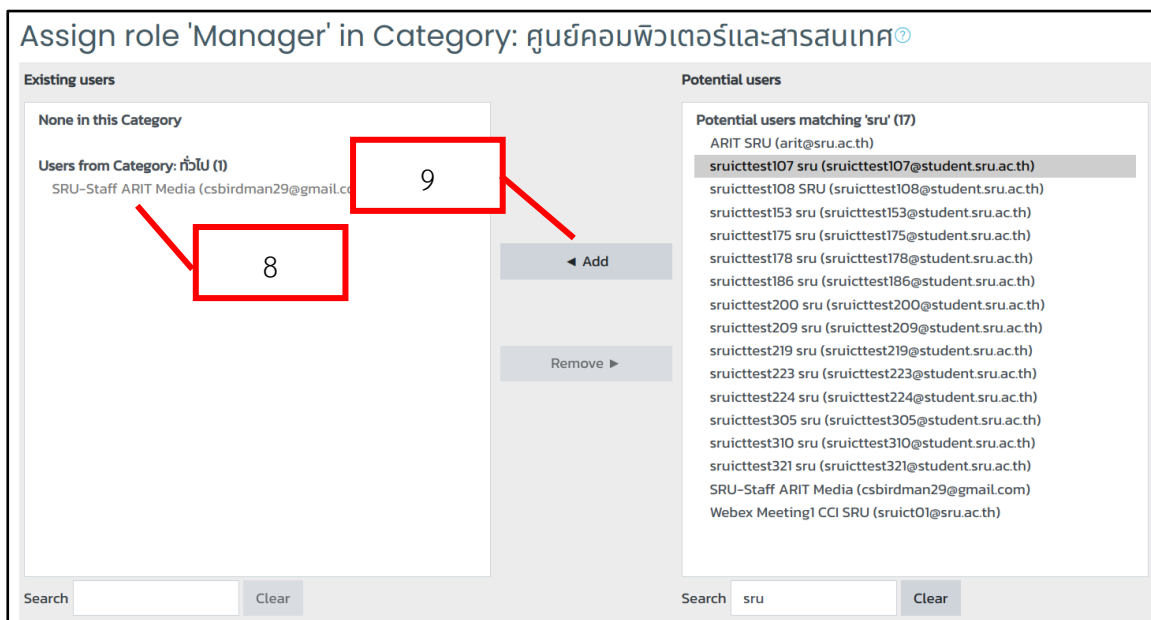 Assign role 'Manager' in Category: ศูนย์คอมพิวเตอร์และสารสนเทศ
Existing users
None in this Category
Users from Category: ทั่วไป (1)
SRU-Staff ARIT Media (csbirdman29@gmail.co
8
9
◄ Add
Remove ►
Search
Clear
Potential users
Potential users matching 'sru' (17)
ARIT SRU (arit@sru.ac.th)
sruicttest107 sru (sruicttest107@student.sru.ac.th)
sruicttest108 SRU (sruicttest108@student.sru.ac.th)
sruicttest153 sru (sruicttest153@student.sru.ac.th)
sruicttest175 sru (sruicttest175@student.sru.ac.th)
sruicttest178 sru (sruicttest178@student.sru.ac.th)
sruicttest186 sru (sruicttest186@student.sru.ac.th)
sruicttest200 sru (sruicttest200@student.sru.ac.th)
sruicttest209 sru (sruicttest209@student.sru.ac.th)
sruicttest219 sru (sruicttest219@student.sru.ac.th)
sruicttest223 sru (sruicttest223@student.sru.ac.th)
sruicttest224 sru (sruicttest224@student.sru.ac.th)
sruicttest305 sru (sruicttest305@student.sru.ac.th)
sruicttest310 sru (sruicttest310@student.sru.ac.th)
sruicttest321 sru (sruicttest321@student.sru.ac.th)
SRU-Staff ARIT Media (csbirdman29@gmail.com)
Webex Meeting1 CCI SRU (sruict01@sru.ac.th)
Search sru Clear